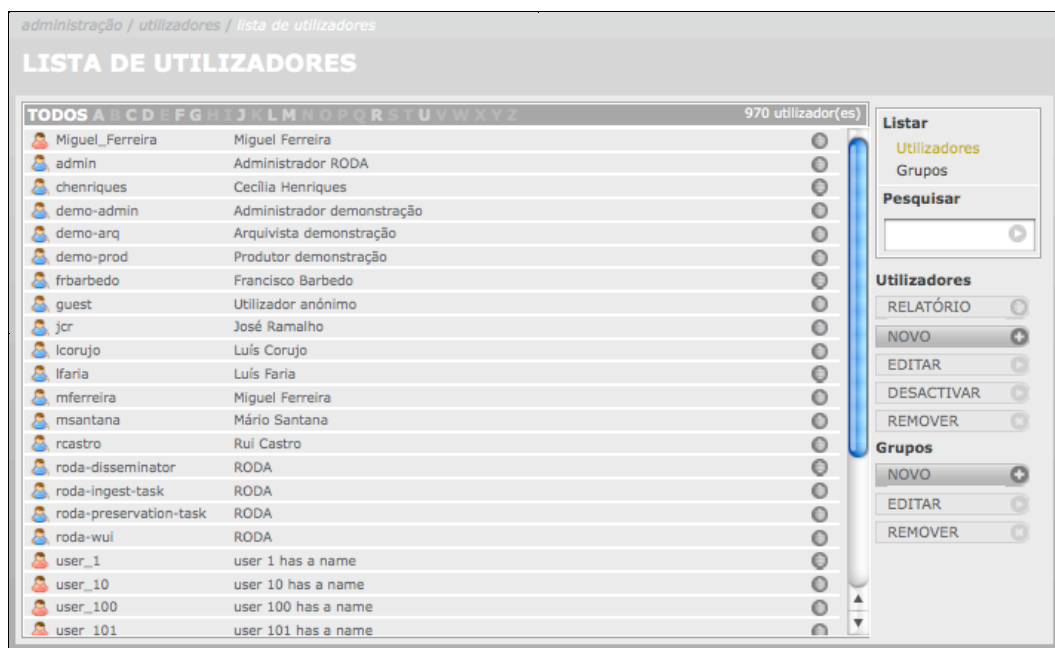 administração / utilizadores / lista de utilizadores
LISTA DE UTILIZADORES
TODOS A B C D E F G H I J K L M N O P Q R S T U V W X Y Z 970 utilizador(es)
Miguel_Ferreira Miguel Ferreira
admin Administrador RODA
chenriques Cecília Henriques
demo-admin Administrador demonstração
demo-arq Arquivista demonstração
demo-prod Produtor demonstração
frbarbedo Francisco Barbedo
guest Utilizador anónimo
jcr José Ramalho
lcorujo Luís Corujo
lfaria Luís Faria
mferreira Miguel Ferreira
msantana Mário Santana
rcastro Rui Castro
roda-disseminator RODA
roda-ingest-task RODA
roda-preservation-task RODA
roda-wui RODA
user_1 user 1 has a name
user_10 user 10 has a name
user_100 user 100 has a name
user_101 user 101 has a name
Listar
Utilizadores
Grupos
Pesquisar
Utilizadores
RELATÓRIO
NOVO
EDITAR
DESACTIVAR
REMOVER
Grupos
NOVO
EDITAR
REMOVER